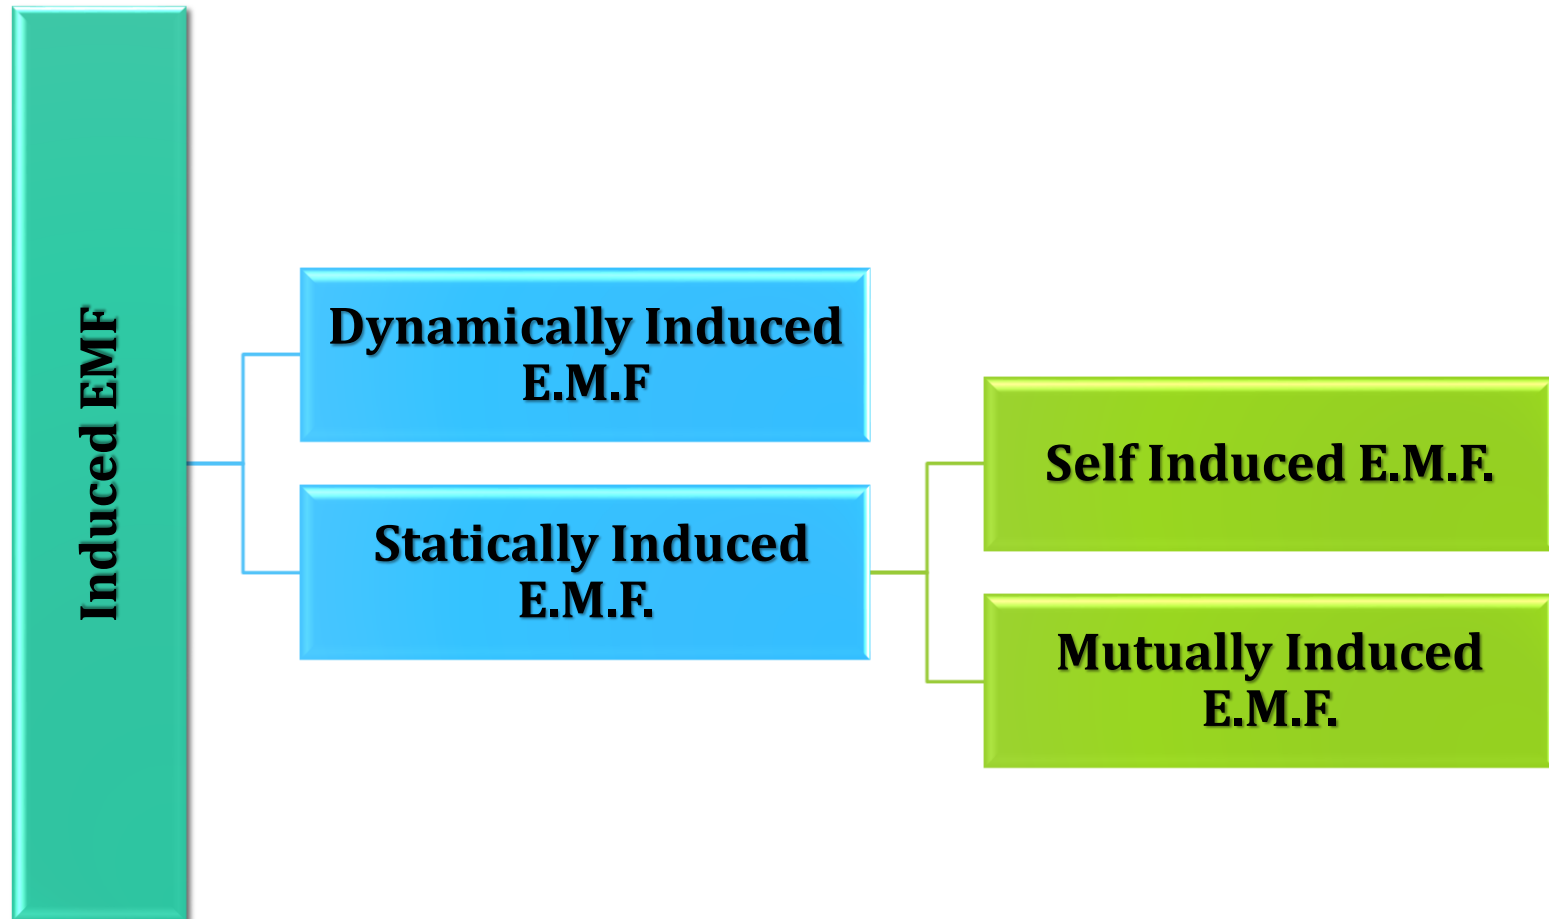 Induced EMF
Dynamically Induced
E.M.F
Statically Induced
E.M.F.
Self Induced E.M.F.
Mutually Induced
E.M.F.